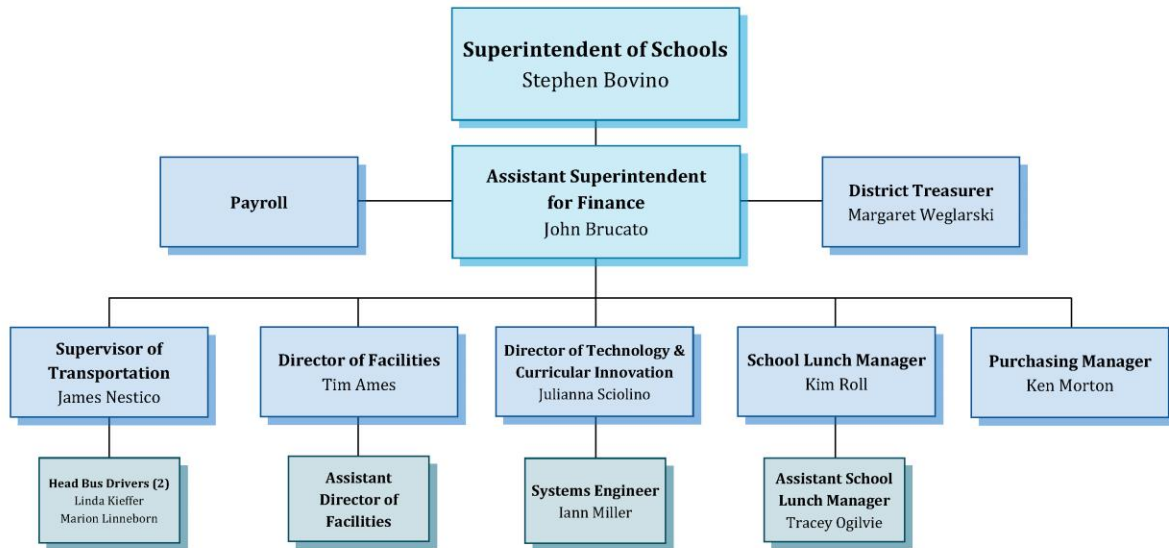 Superintendent of Schools
Stephen Bovino
Payroll
Assistant Superintendent
for Finance
John Brucato
District Treasurer
Margaret Weglarski
Supervisor of
Transportation
James Nestico
Director of Facilities
Tim Ames
Director of Technology &
Curricular Innovation
Julianna Sciolino
School Lunch Manager
Kim Roll
Purchasing Manager
Ken Morton
Head Bus Drivers (2)
Linda Kieffer
Marion Linneborn
Assistant
Director of
Facilities
Systems Engineer
Iann Miller
Assistant School
Lunch Manager
Tracey Ogilvie